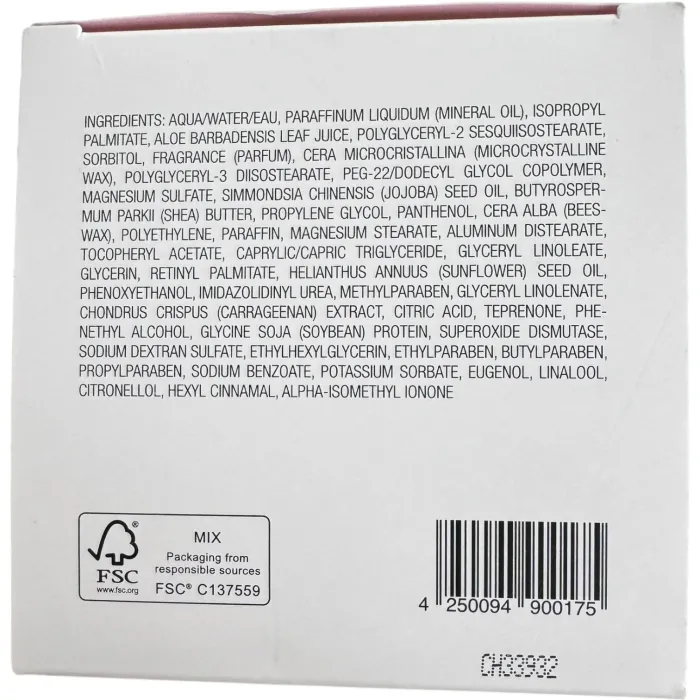 INGREDIENTS: AQUA/WATER/EAU, PARAFFINUM LIQUIDUM (MINERAL OIL), ISOPROPYL
PALMITATE, ALOE BARBADENSIS LEAF JUICE, POLYGLYCERYL-2 SESQUIISOSTEARATE,
SORBITOL, FRAGRANCE (PARFUM), CERA MICROCRISTALLINA (MICROCRYSTALLINE
WAX), POLYGLYCERYL-3 DIISOSTEARATE, PEG-22/DODECYL GLYCOL COPOLYMER,
MAGNESIUM SULFATE, SIMMONDSIA CHINENSIS (JOJOBA) SEED OIL, BUTYROSPER-
MUM PARKII (SHEA) BUTTER, PROPYLENE GLYCOL, PANTHENOL, CERA ALBA (BEES-
WAX), POLYETHYLENE, PARAFFIN, MAGNESIUM STEARATE, ALUMINUM DISTEARATE,
TOCOPHERYL ACETATE, CAPRYLIC/CAPRIC TRIGLYCERIDE, GLYCERYL LINOLEATE,
GLYCERIN, RETINYL PALMITATE, HELIANTHUS ANNUUS (SUNFLOWER) SEED OIL,
PHENOXYETHANOL, IMIDAZOLIDINYL UREA, METHYLPARABEN, GLYCERYL LINOLENATE,
CHONDRUS CRISPUS (CARRAGEENAN) EXTRACT, CITRIC ACID, TEPRENONE, PHE-
NETHYL ALCOHOL, GLYCINE SOJA (SOYBEAN) PROTEIN, SUPEROXIDE DISMUTASE,
SODIUM DEXTRAN SULFATE, ETHYLHEXYLGLYCERIN, ETHYLPARABEN, BUTYLPARABEN,
PROPYLPARABEN, SODIUM BENZOATE, POTASSIUM SORBATE, EUGENOL, LINALOOL,
CITRONELLOL, HEXYL CINNAMAL, ALPHA-ISOMETHYL IONONE
FSC
www.fsc.org
MIX
Packaging from
responsible sources
FSC® C137559
4 250094 900175
CH33932